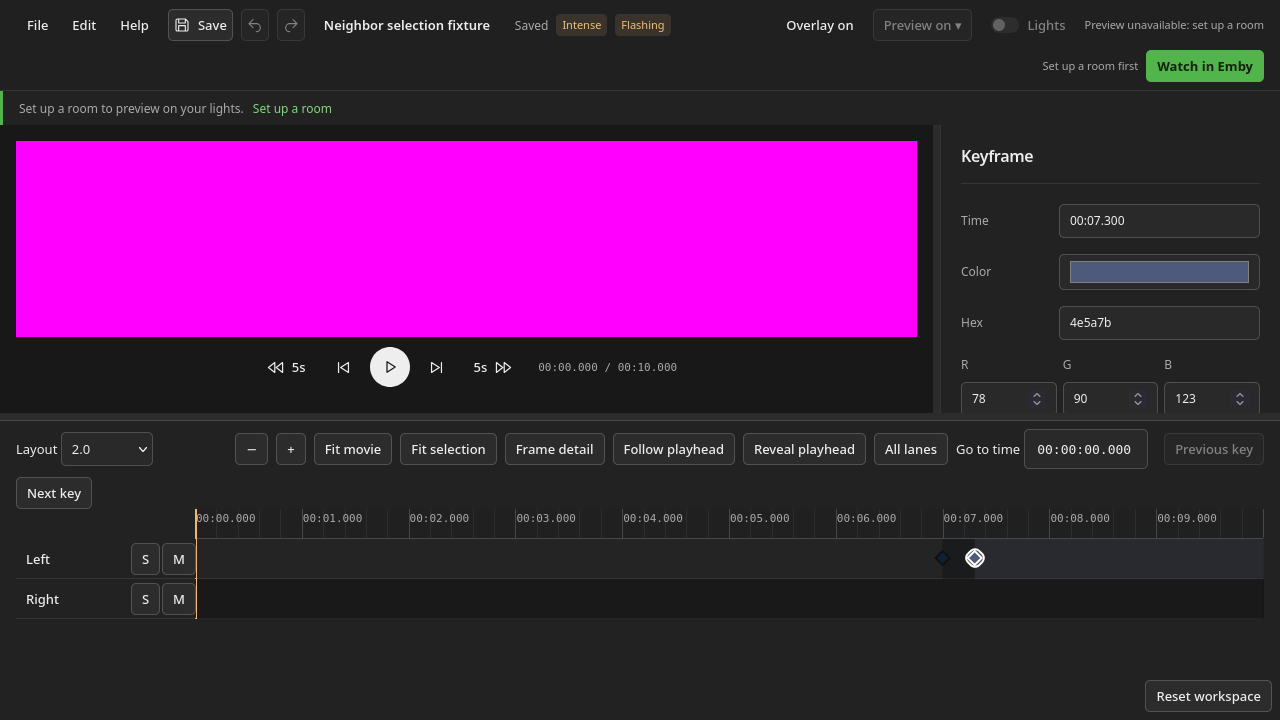 File Edit Help Save Neighbor selection fixture Saved Intense Flashing Overlay on Preview on ▾ Lights Preview unavailable: set up a room
Set up a room first Watch in Emby
Set up a room to preview on your lights. Set up a room
Keyframe
Time 00:07.300
Color
Hex 4e5a7b
R G B
78 90 123
5s 5s 00:00.000 / 00:10.000
Layout 2.0 − + Fit movie Fit selection Frame detail Follow playhead Reveal playhead All lanes Go to time 00:00:00.000 Previous key
Next key
00:00.000 00:01.000 00:02.000 00:03.000 00:04.000 00:05.000 00:06.000 00:07.000 00:08.000 00:09.000
Left S M
Right S M
Reset workspace